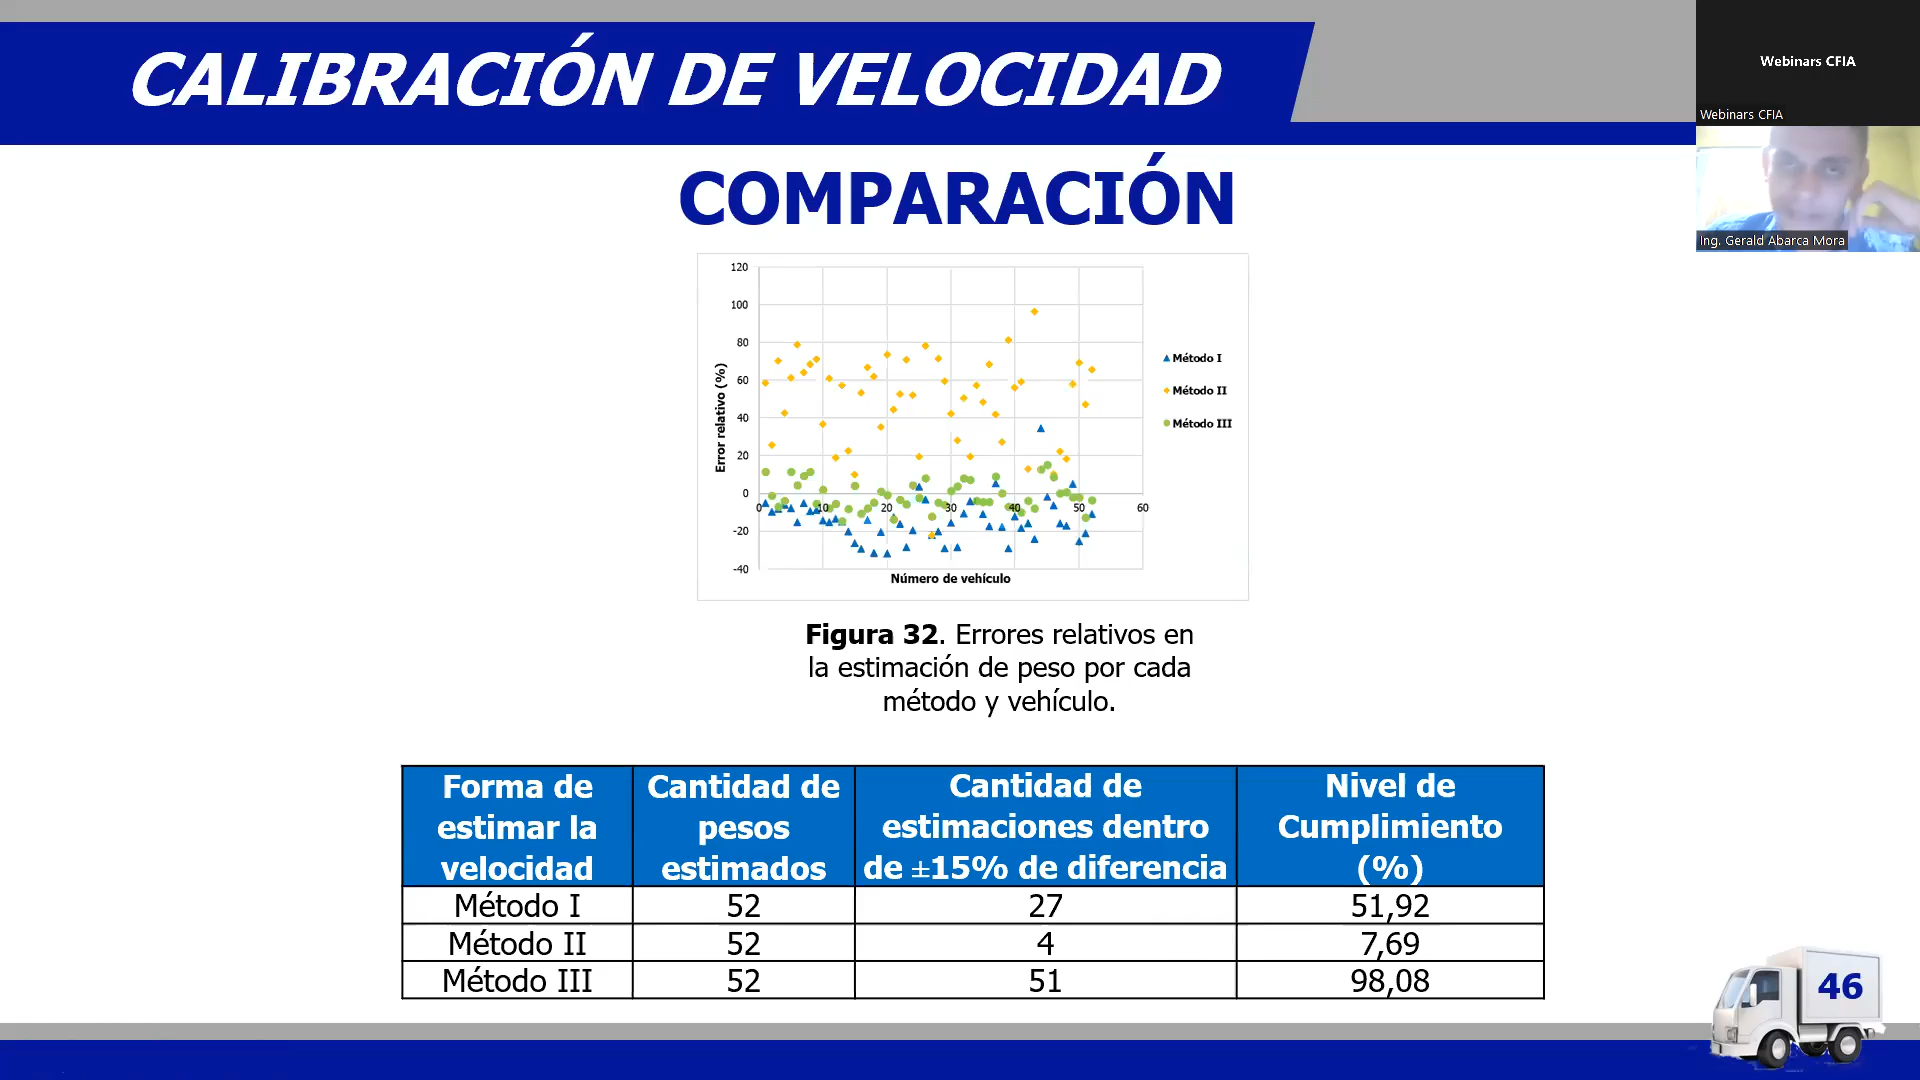 CALIBRACIÓN DE VELOCIDAD
Webinars CFIA
Webinars CFIA
Ing. Gerald Abarca Mora
COMPARACIÓN
120
100
80
60
40
20
0
-20
-40
0
10
20
30
40
50
60
Error relativo (%)
Número de vehículo
Método I
Método II
Método III
Figura 32. Errores relativos en
la estimación de peso por cada
método y vehículo.
Forma de estimar la velocidad | Cantidad de pesos estimados | Cantidad de estimaciones dentro de ±15% de diferencia | Nivel de Cumplimiento (%)
Método I 52 27 51,92
Método II 52 4 7,69
Método III 52 51 98,08
46